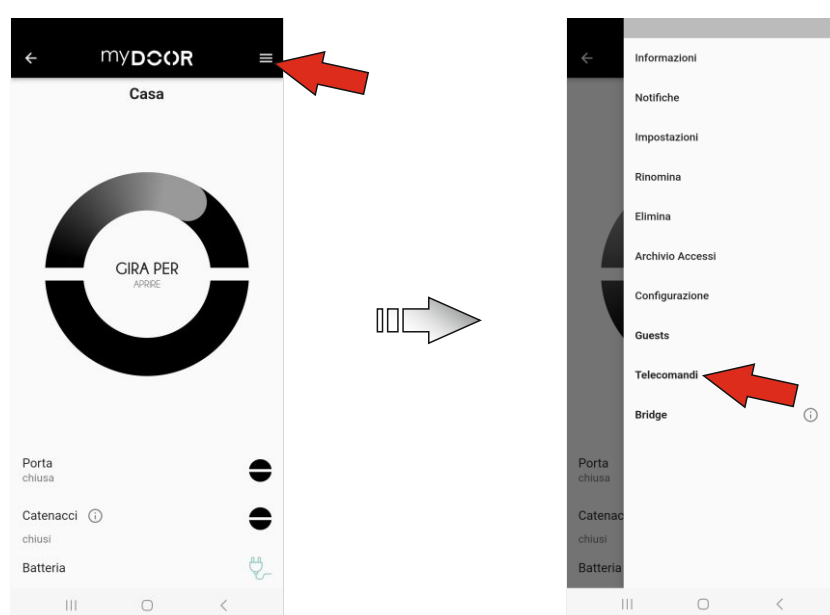 myDOOR
Casa
GIRA PER
APRIRE
Porta
chiusa
Catenacci
chiusi
Batteria
Informazioni
Notifiche
Impostazioni
Rinomina
Elimina
Archivio Accessi
Configurazione
Guests
Telecomandi
Bridge
Porta
chiusa
Catenac
chiusi
Batteria